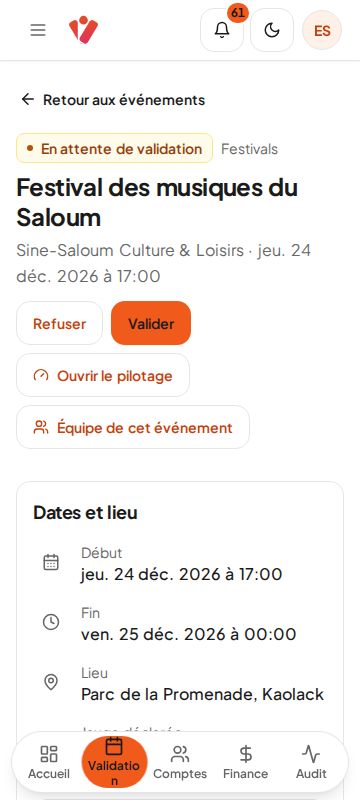 61
ES
Retour aux événements
En attente de validation
Festivals
Festival des musiques du
Saloum
Sine-Saloum Culture & Loisirs · jeu. 24
déc. 2026 à 17:00
Refuser
Valider
Ouvrir le pilotage
Équipe de cet événement
Dates et lieu
Début
jeu. 24 déc. 2026 à 17:00
Fin
ven. 25 déc. 2026 à 00:00
Lieu
Parc de la Promenade, Kaolack
Accueil
Validatio
n
Comptes
Finance
Audit